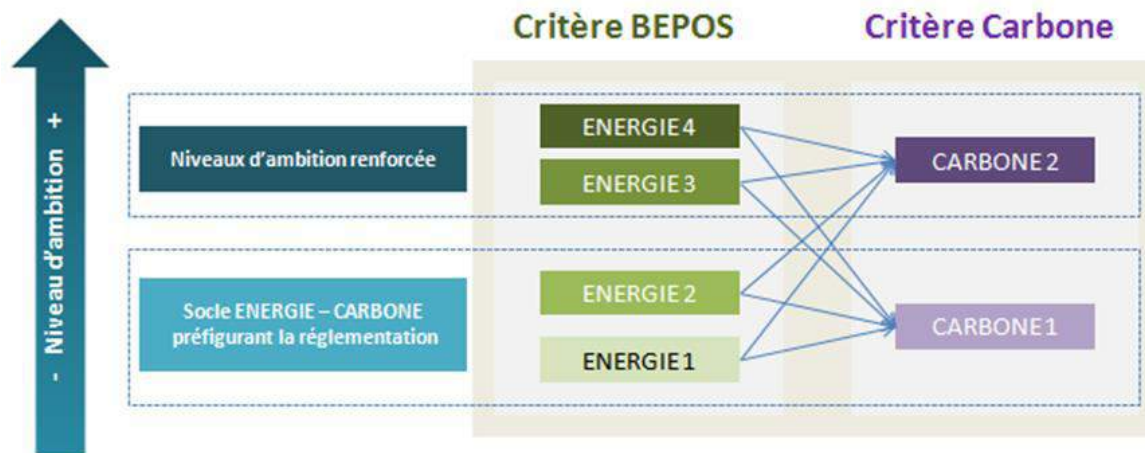 Critère BEPOS
Critère Carbone
- Niveau d'ambition +
Niveaux d'ambition renforcée
ENERGIE 4
ENERGIE 3
CARBONE 2
Socle ENERGIE – CARBONE
préfigurant la réglementation
ENERGIE 2
ENERGIE 1
CARBONE 1